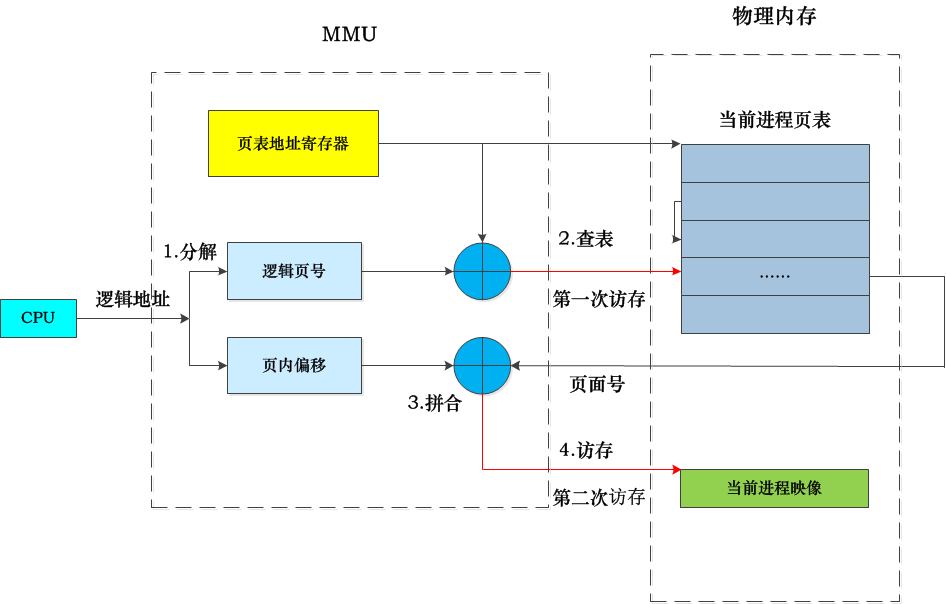 物理内存
MMU
当前进程页表
页表地址寄存器
1.分解
2.查表
逻辑页号
......
逻辑地址
第一次访存
CPU
页内偏移
页面号
3.拼合
4.访存
当前进程映像
第二次访存